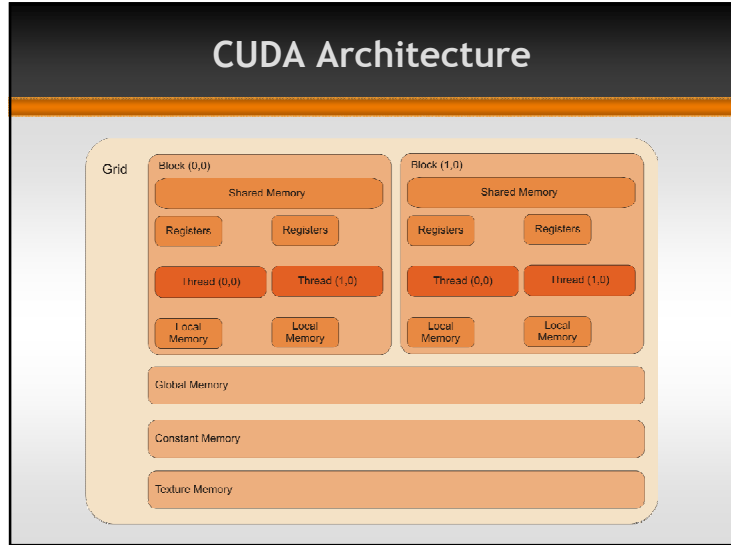 CUDA Architecture
Grid
Block (0,0)
Shared Memory
Registers
Registers
Thread (0,0)
Thread (1,0)
Local
Memory
Local
Memory
Block (1,0)
Shared Memory
Registers
Registers
Thread (0,0)
Thread (1,0)
Local
Memory
Local
Memory
Global Memory
Constant Memory
Texture Memory